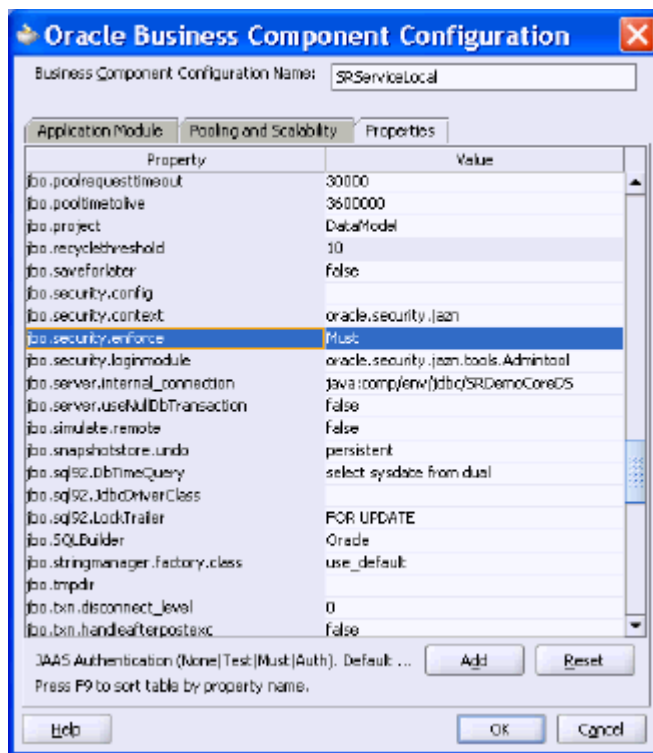 Oracle Business Component Configuration
Business Component Configuration Name: SRServiceLocal
Application Module Pooling and Scalability Properties
Property Value
jbo.poolrequesttimeout 30000
jbo.pooltimetolive 3600000
jbo.project DataModel
jbo.recyclethreshold 10
jbo.saveforlater false
jbo.security.config
jbo.security.context oracle.security.jazn
jbo.security.enforce Must
jbo.security.loginmodule oracle.security.jazn.tools.Admintool
jbo.server.internal_connection java:comp/env/jdbc/SRDemoCoreDS
jbo.server.useNullDbTransaction false
jbo.simulate.remote false
jbo.snapshotstore.undo persistent
jbo.sql92.DbTimeQuery select sysdate from dual
jbo.sql92.JdbcDriverClass
jbo.sql92.LockTrailer FOR UPDATE
jbo.SQLBuilder Oracle
jbo.stringmanager.factory.class use_default
jbo.tmpdir
jbo.txn.disconnect_level 0
jbo.txn.handleafterpostexc false
JAAS Authentication (None|Test|Must|Auth). Default ... Add Reset
Press F9 to sort table by property name.
Help OK Cancel